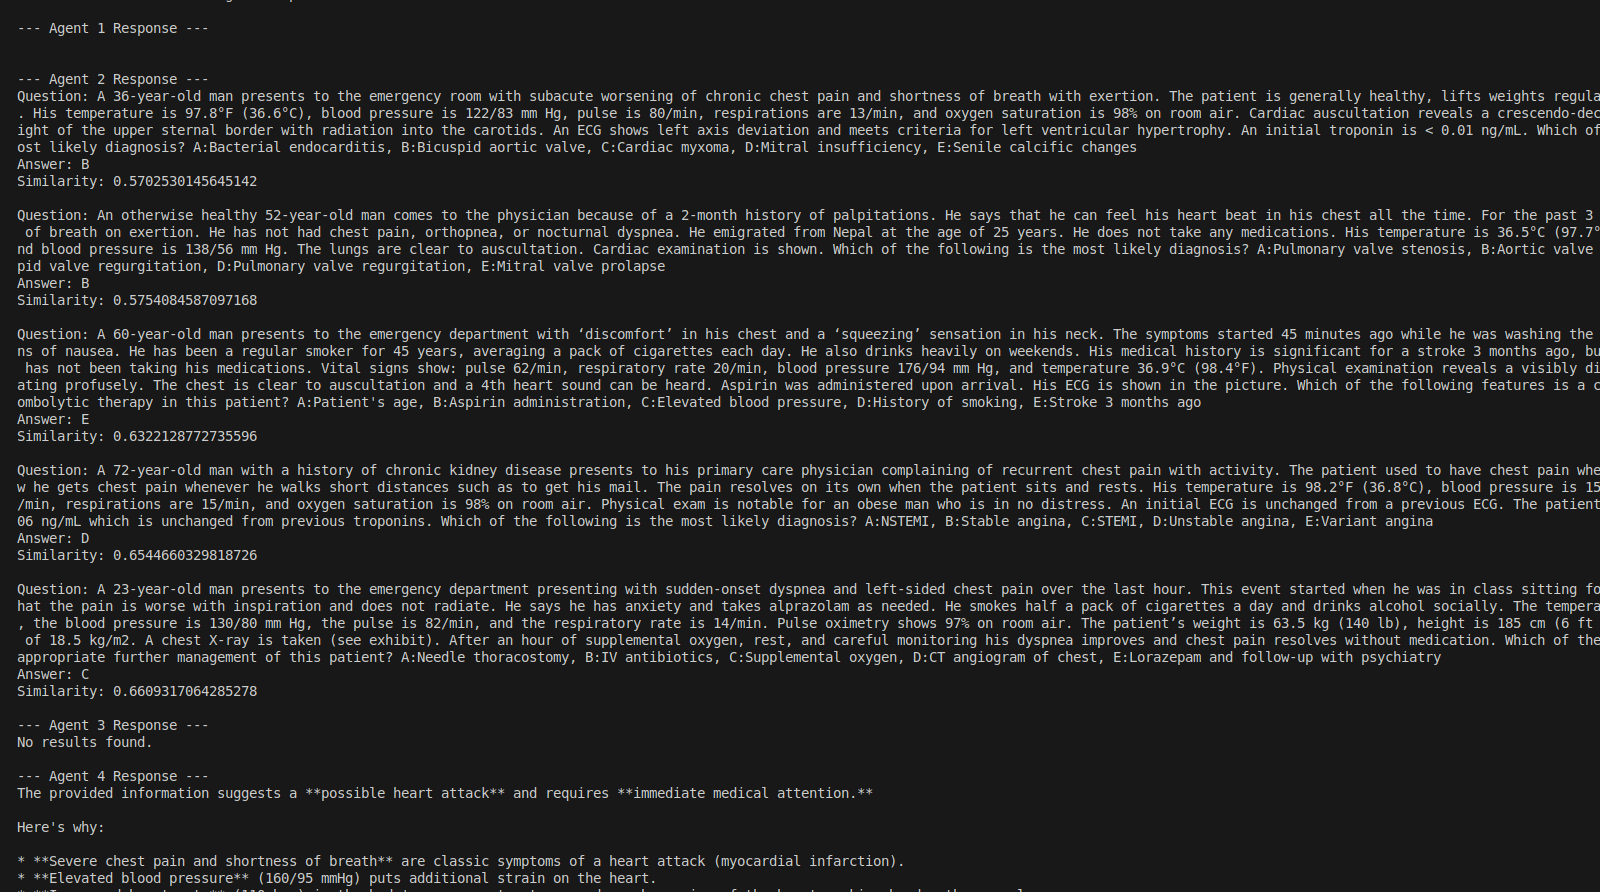 --- Agent 1 Response ---
--- Agent 2 Response ---
Question: A 36-year-old man presents to the emergency room with subacute worsening of chronic chest pain and shortness of breath with exertion. The patient is generally healthy, lifts weights regula
. His temperature is 97.8°F (36.6°C), blood pressure is 122/83 mm Hg, pulse is 80/min, respirations are 13/min, and oxygen saturation is 98% on room air. Cardiac auscultation reveals a crescendo-dec
ight of the upper sternal border with radiation into the carotids. An ECG shows left axis deviation and meets criteria for left ventricular hypertrophy. An initial troponin is < 0.01 ng/mL. Which of
ost likely diagnosis? A:Bacterial endocarditis, B:Bicuspid aortic valve, C:Cardiac myxoma, D:Mitral insufficiency, E:Senile calcific changes
Answer: B
Similarity: 0.5702530145645142
Question: An otherwise healthy 52-year-old man comes to the physician because of a 2-month history of palpitations. He says that he can feel his heart beat in his chest all the time. For the past 3
of breath on exertion. He has not had chest pain, orthopnea, or nocturnal dyspnea. He emigrated from Nepal at the age of 25 years. He does not take any medications. His temperature is 36.5°C (97.7°
nd blood pressure is 138/56 mm Hg. The lungs are clear to auscultation. Cardiac examination is shown. Which of the following is the most likely diagnosis? A:Pulmonary valve stenosis, B:Aortic valve
pid valve regurgitation, D:Pulmonary valve regurgitation, E:Mitral valve prolapse
Answer: B
Similarity: 0.5754084587097168
Question: A 60-year-old man presents to the emergency department with ‘discomfort’ in his chest and a ‘squeezing’ sensation in his neck. The symptoms started 45 minutes ago while he was washing the
ns of nausea. He has been a regular smoker for 45 years, averaging a pack of cigarettes each day. He also drinks heavily on weekends. His medical history is significant for a stroke 3 months ago, bu
has not been taking his medications. Vital signs show: pulse 62/min, respiratory rate 20/min, blood pressure 176/94 mm Hg, and temperature 36.9°C (98.4°F). Physical examination reveals a visibly di
ating profusely. The chest is clear to auscultation and a 4th heart sound can be heard. Aspirin was administered upon arrival. His ECG is shown in the picture. Which of the following features is a c
ombolytic therapy in this patient? A:Patient's age, B:Aspirin administration, C:Elevated blood pressure, D:History of smoking, E:Stroke 3 months ago
Answer: E
Similarity: 0.6322128772735596
Question: A 72-year-old man with a history of chronic kidney disease presents to his primary care physician complaining of recurrent chest pain with activity. The patient used to have chest pain whe
w he gets chest pain whenever he walks short distances such as to get his mail. The pain resolves on its own when the patient sits and rests. His temperature is 98.2°F (36.8°C), blood pressure is 15
/min, respirations are 15/min, and oxygen saturation is 98% on room air. Physical exam is notable for an obese man who is in no distress. An initial ECG is unchanged from a previous ECG. The patient
06 ng/mL which is unchanged from previous troponins. Which of the following is the most likely diagnosis? A:NSTEMI, B:Stable angina, C:STEMI, D:Unstable angina, E:Variant angina
Answer: D
Similarity: 0.6544660329818726
Question: A 23-year-old man presents to the emergency department presenting with sudden-onset dyspnea and left-sided chest pain over the last hour. This event started when he was in class sitting fo
hat the pain is worse with inspiration and does not radiate. He says he has anxiety and takes alprazolam as needed. He smokes half a pack of cigarettes a day and drinks alcohol socially. The tempera
, the blood pressure is 130/80 mm Hg, the pulse is 82/min, and the respiratory rate is 14/min. Pulse oximetry shows 97% on room air. The patient’s weight is 63.5 kg (140 lb), height is 185 cm (6 ft
of 18.5 kg/m2. A chest X-ray is taken (see exhibit). After an hour of supplemental oxygen, rest, and careful monitoring his dyspnea improves and chest pain resolves without medication. Which of the
appropriate further management of this patient? A:Needle thoracostomy, B:IV antibiotics, C:Supplemental oxygen, D:CT angiogram of chest, E:Lorazepam and follow-up with psychiatry
Answer: C
Similarity: 0.6609317064285278
--- Agent 3 Response ---
No results found.
--- Agent 4 Response ---
The provided information suggests a **possible heart attack** and requires **immediate medical attention.**
Here's why:
* **Severe chest pain and shortness of breath** are classic symptoms of a heart attack (myocardial infarction).
* **Elevated blood pressure** (160/95 mmHg) puts additional strain on the heart.